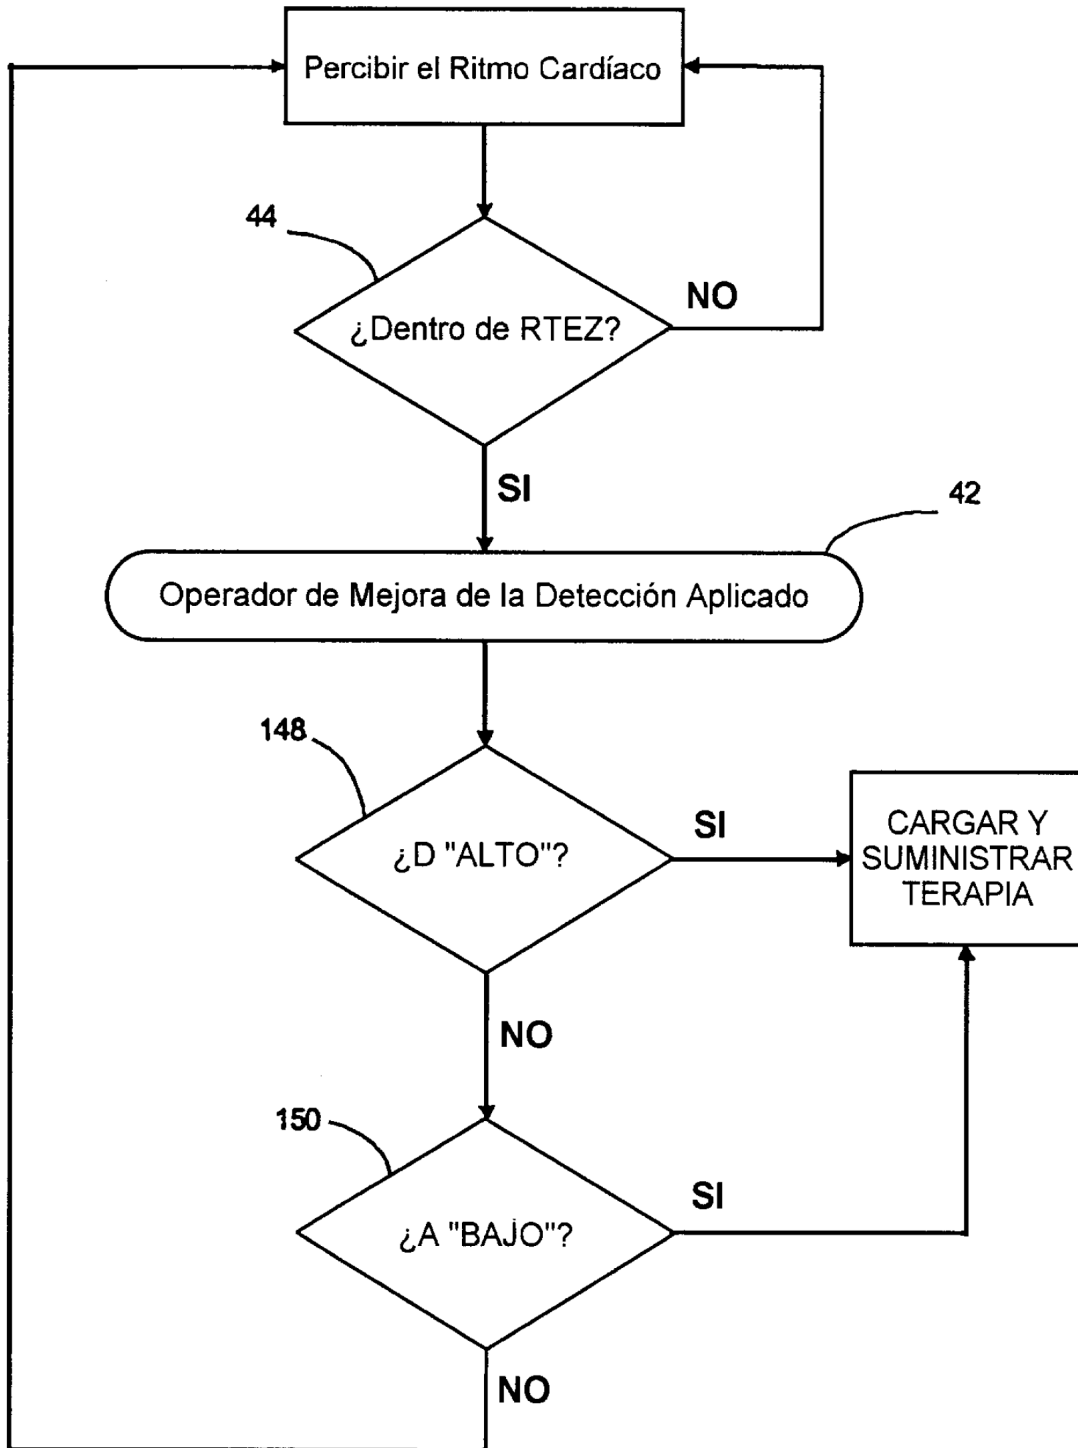 Percibir el Ritmo Cardíaco
44
¿Dentro de RTEZ?
NO
SI
42
Operador de Mejora de la Detección Aplicado
148
¿D "ALTO"?
SI
CARGAR Y
SUMINISTRAR
TERAPIA
NO
150
¿A "BAJO"?
SI
NO